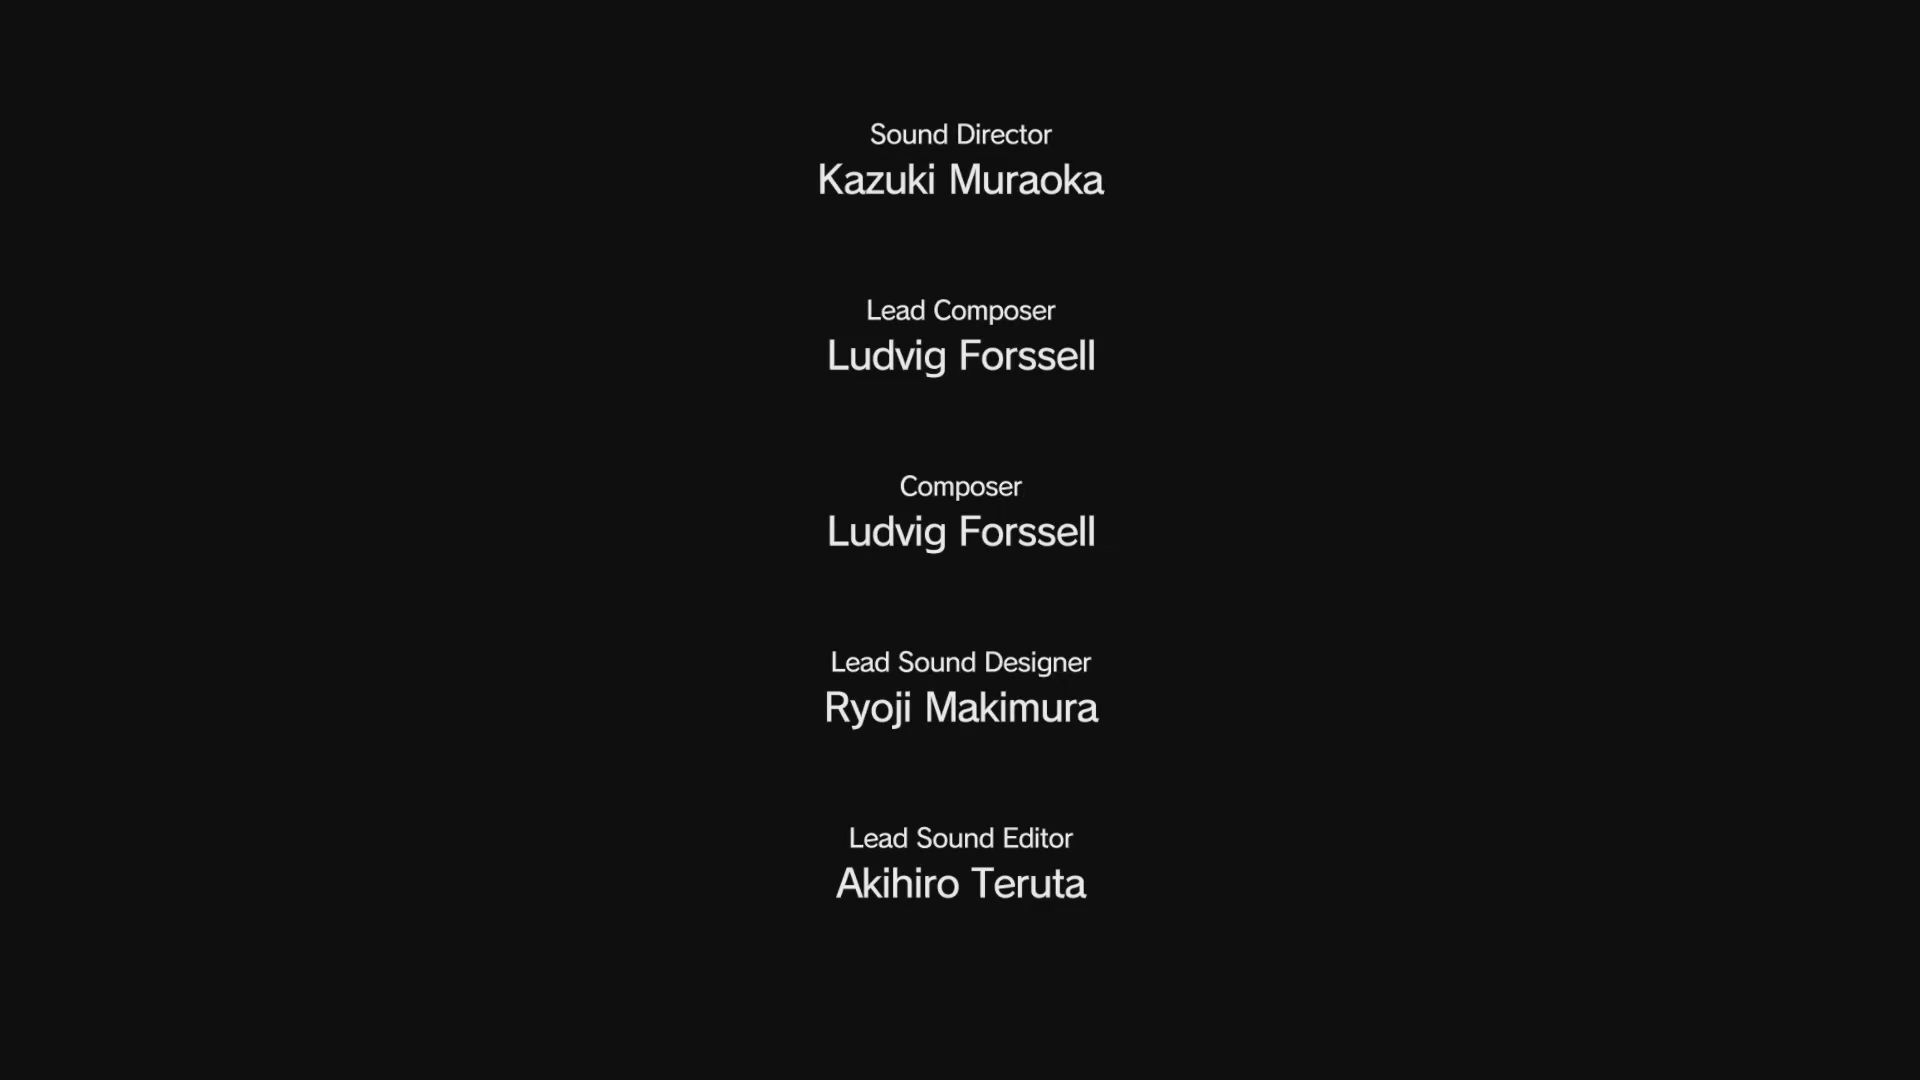 Sound Director
Kazuki Muraoka
Lead Composer
Ludvig Forssell
Composer
Ludvig Forssell
Lead Sound Designer
Ryoji Makimura
Lead Sound Editor
Akihiro Teruta